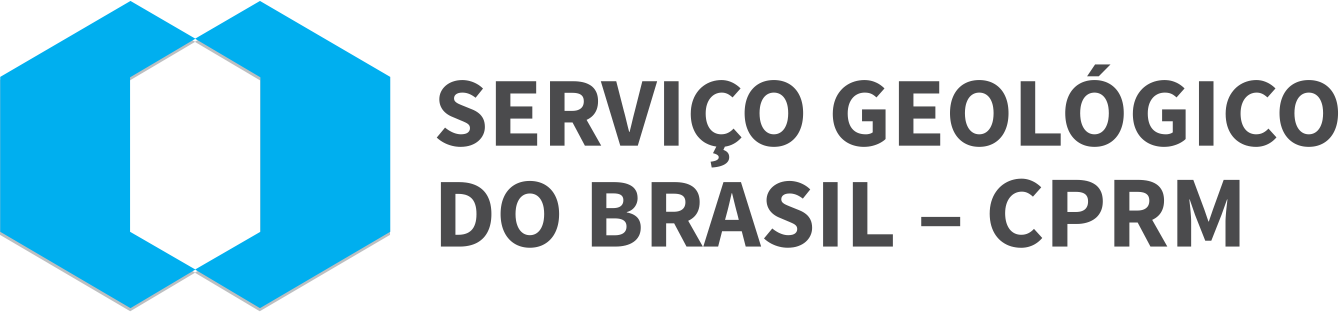 SERVIÇO GEOLÓGICO
DO BRASIL – CPRM